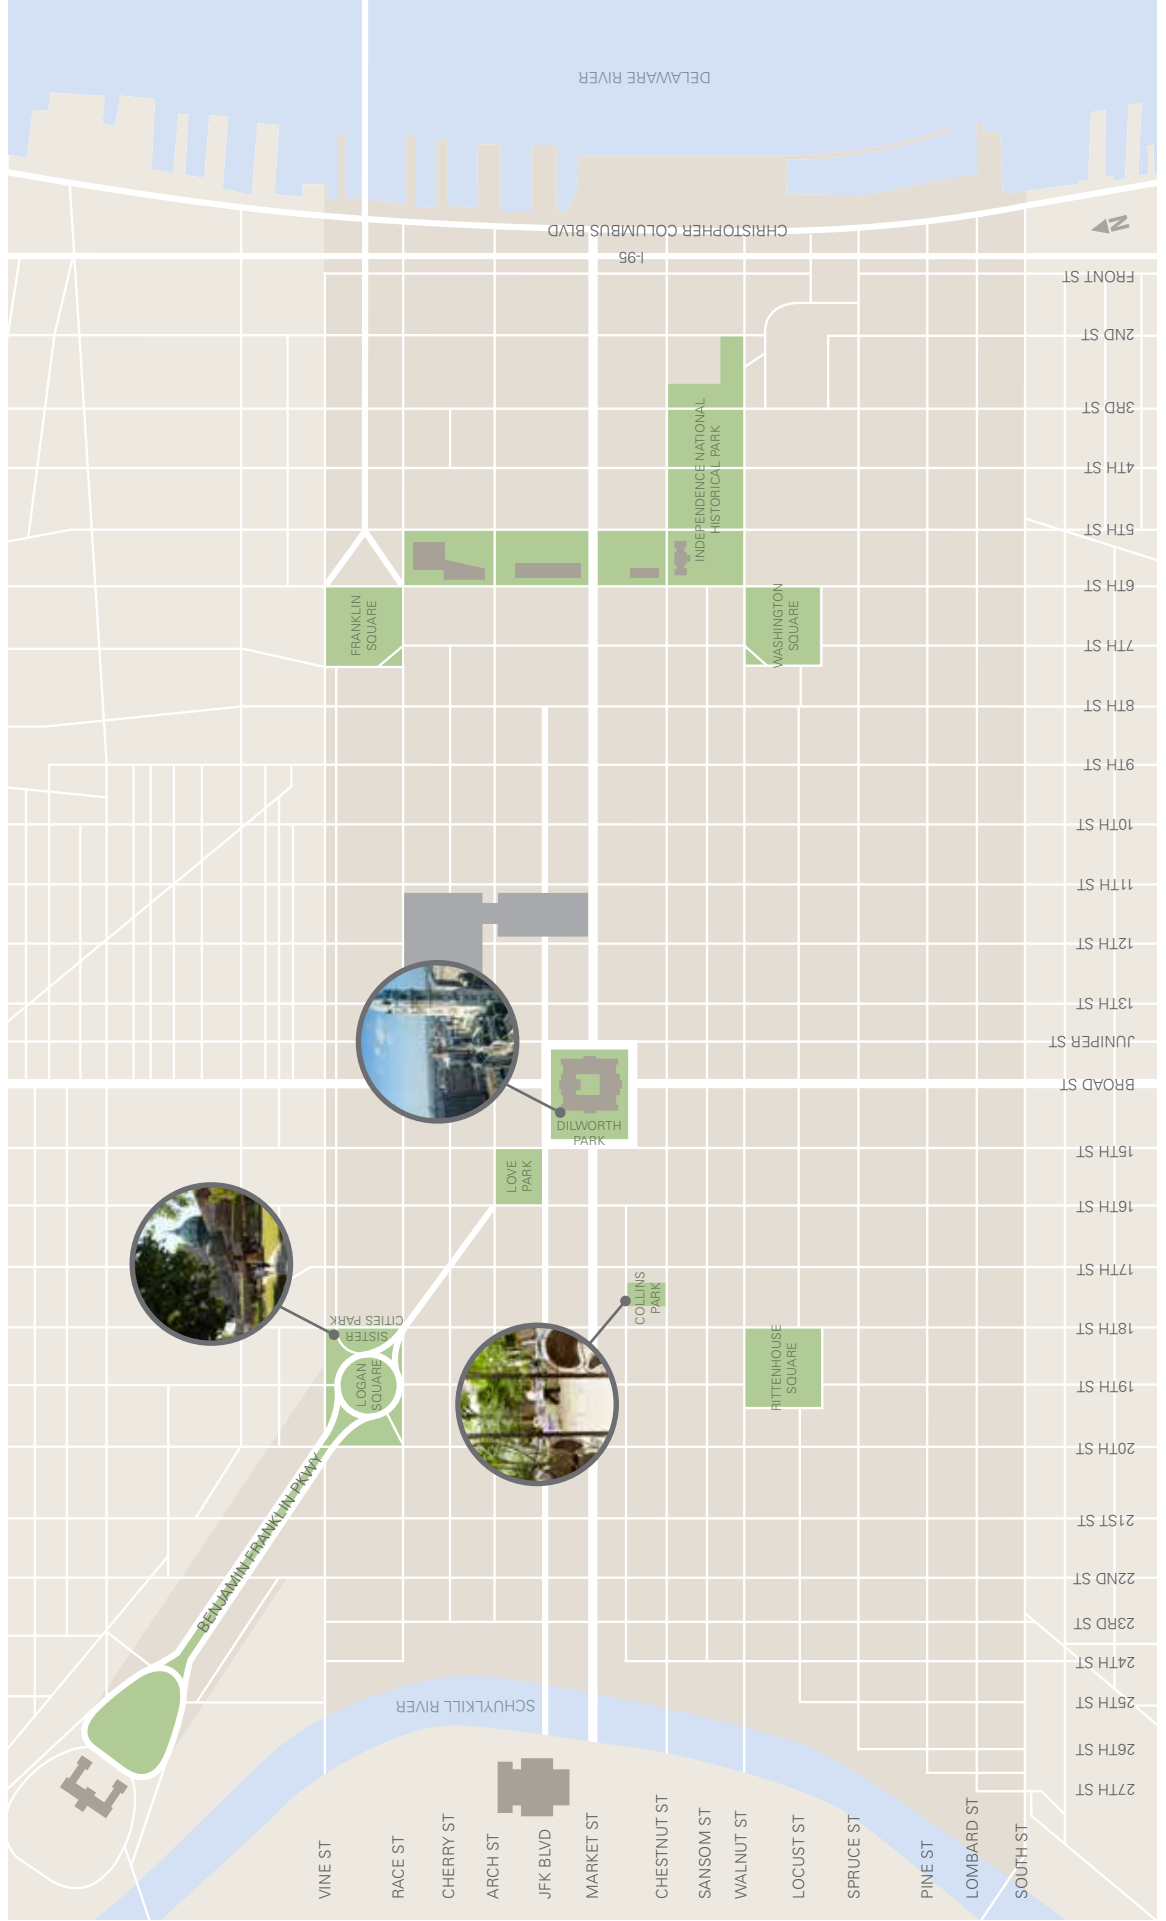 DELAWARE RIVER
CHRISTOPHER COLUMBUS BLVD
I-95
N
FRONT ST
2ND ST
3RD ST
4TH ST
5TH ST
6TH ST
7TH ST
8TH ST
9TH ST
10TH ST
11TH ST
12TH ST
13TH ST
JUNIPER ST
BROAD ST
15TH ST
16TH ST
17TH ST
18TH ST
19TH ST
20TH ST
21ST ST
22ND ST
23RD ST
24TH ST
25TH ST
26TH ST
27TH ST
INDEPENDENCE NATIONAL
HISTORICAL PARK
FRANKLIN
SQUARE
WASHINGTON
SQUARE
DILWORTH
PARK
LOVE
PARK
COLLINS
PARK
SISTER
CITIES PARK
LOGAN
SQUARE
RITTENHOUSE
SQUARE
BENJAMIN FRANKLIN PKWY
SCHUYLKILL RIVER
VINE ST
RACE ST
CHERRY ST
ARCH ST
JFK BLVD
MARKET ST
CHESTNUT ST
SANSOM ST
WALNUT ST
LOCUST ST
SPRUCE ST
PINE ST
LOMBARD ST
SOUTH ST